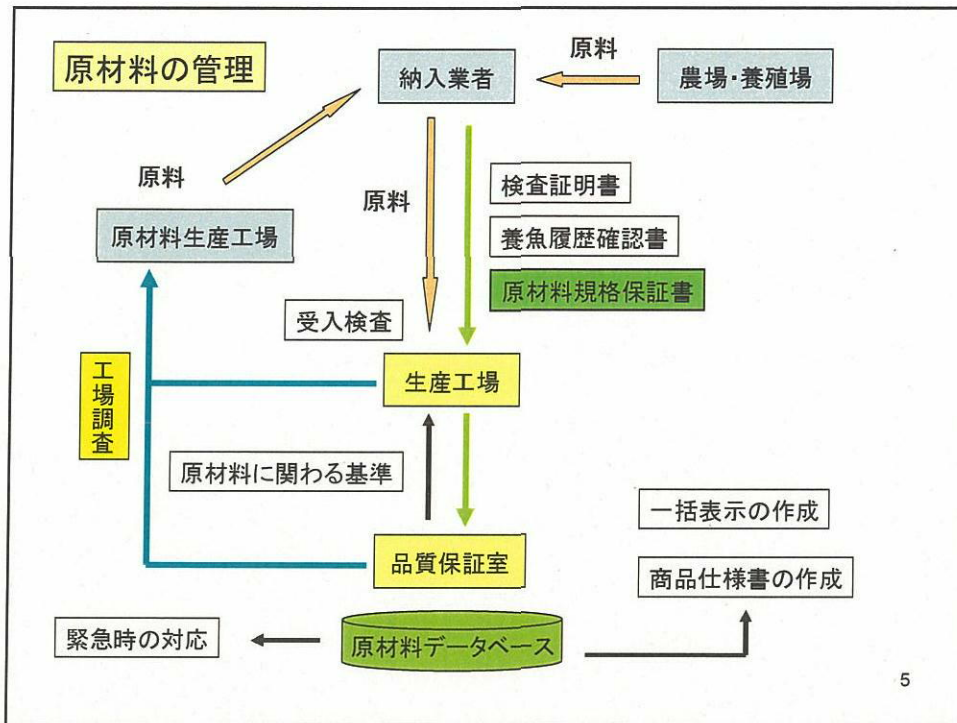 原材料の管理
納入業者
原料
農場・養殖場
原料
原料
検査証明書
原材料生産工場
養魚履歴確認書
原材料規格保証書
受入検査
工場調査
生産工場
原材料に関わる基準
一括表示の作成
品質保証室
商品仕様書の作成
緊急時の対応
原材料データベース
5